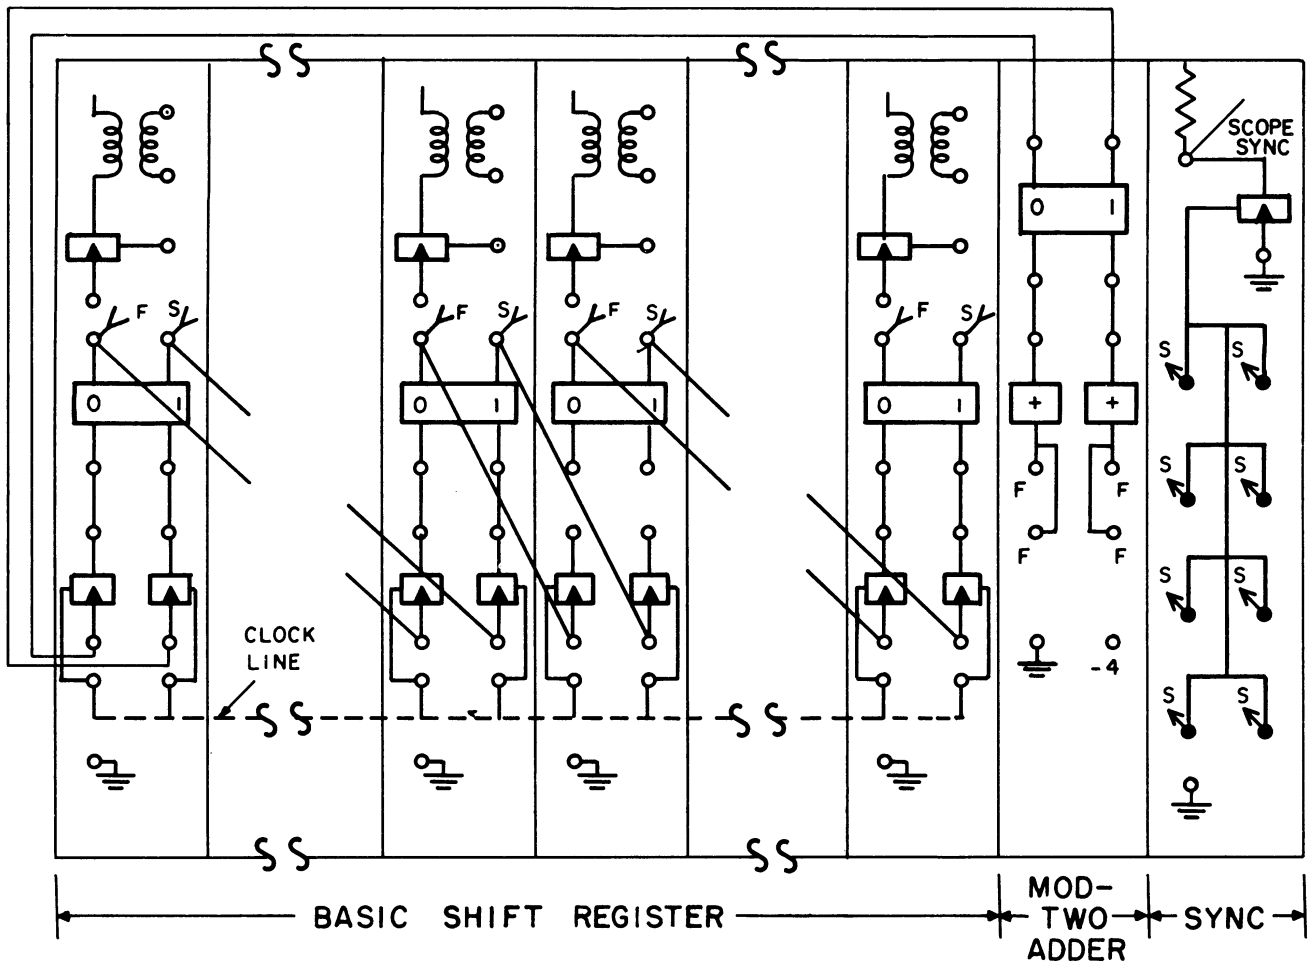 SCOPE
SYNC
0 1
F S F S F S F S
S S
0 1 0 1 0 1 0 1 + +
F F
S S
F F
S S
CLOCK
LINE
-4
S S
BASIC SHIFT REGISTER
MOD-
TWO
ADDER
SYNC